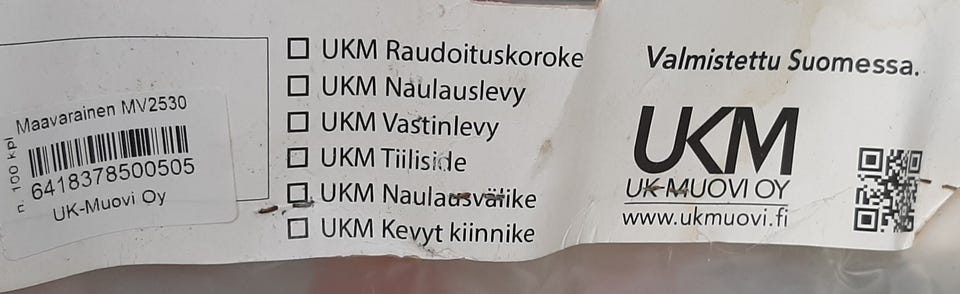 Maavarainen MV2530
n. 100 kpl
6418378500505
UK-Muovi Oy
UKM Raudoituskoroke
UKM Naulauslevy
UKM Vastinlevy
UKM Tiiliside
UKM Naulausvälike
UKM Kevyt kiinnike
Valmistettu Suomessa.
UKM
UK-MUOVI OY
www.ukmuovi.fi